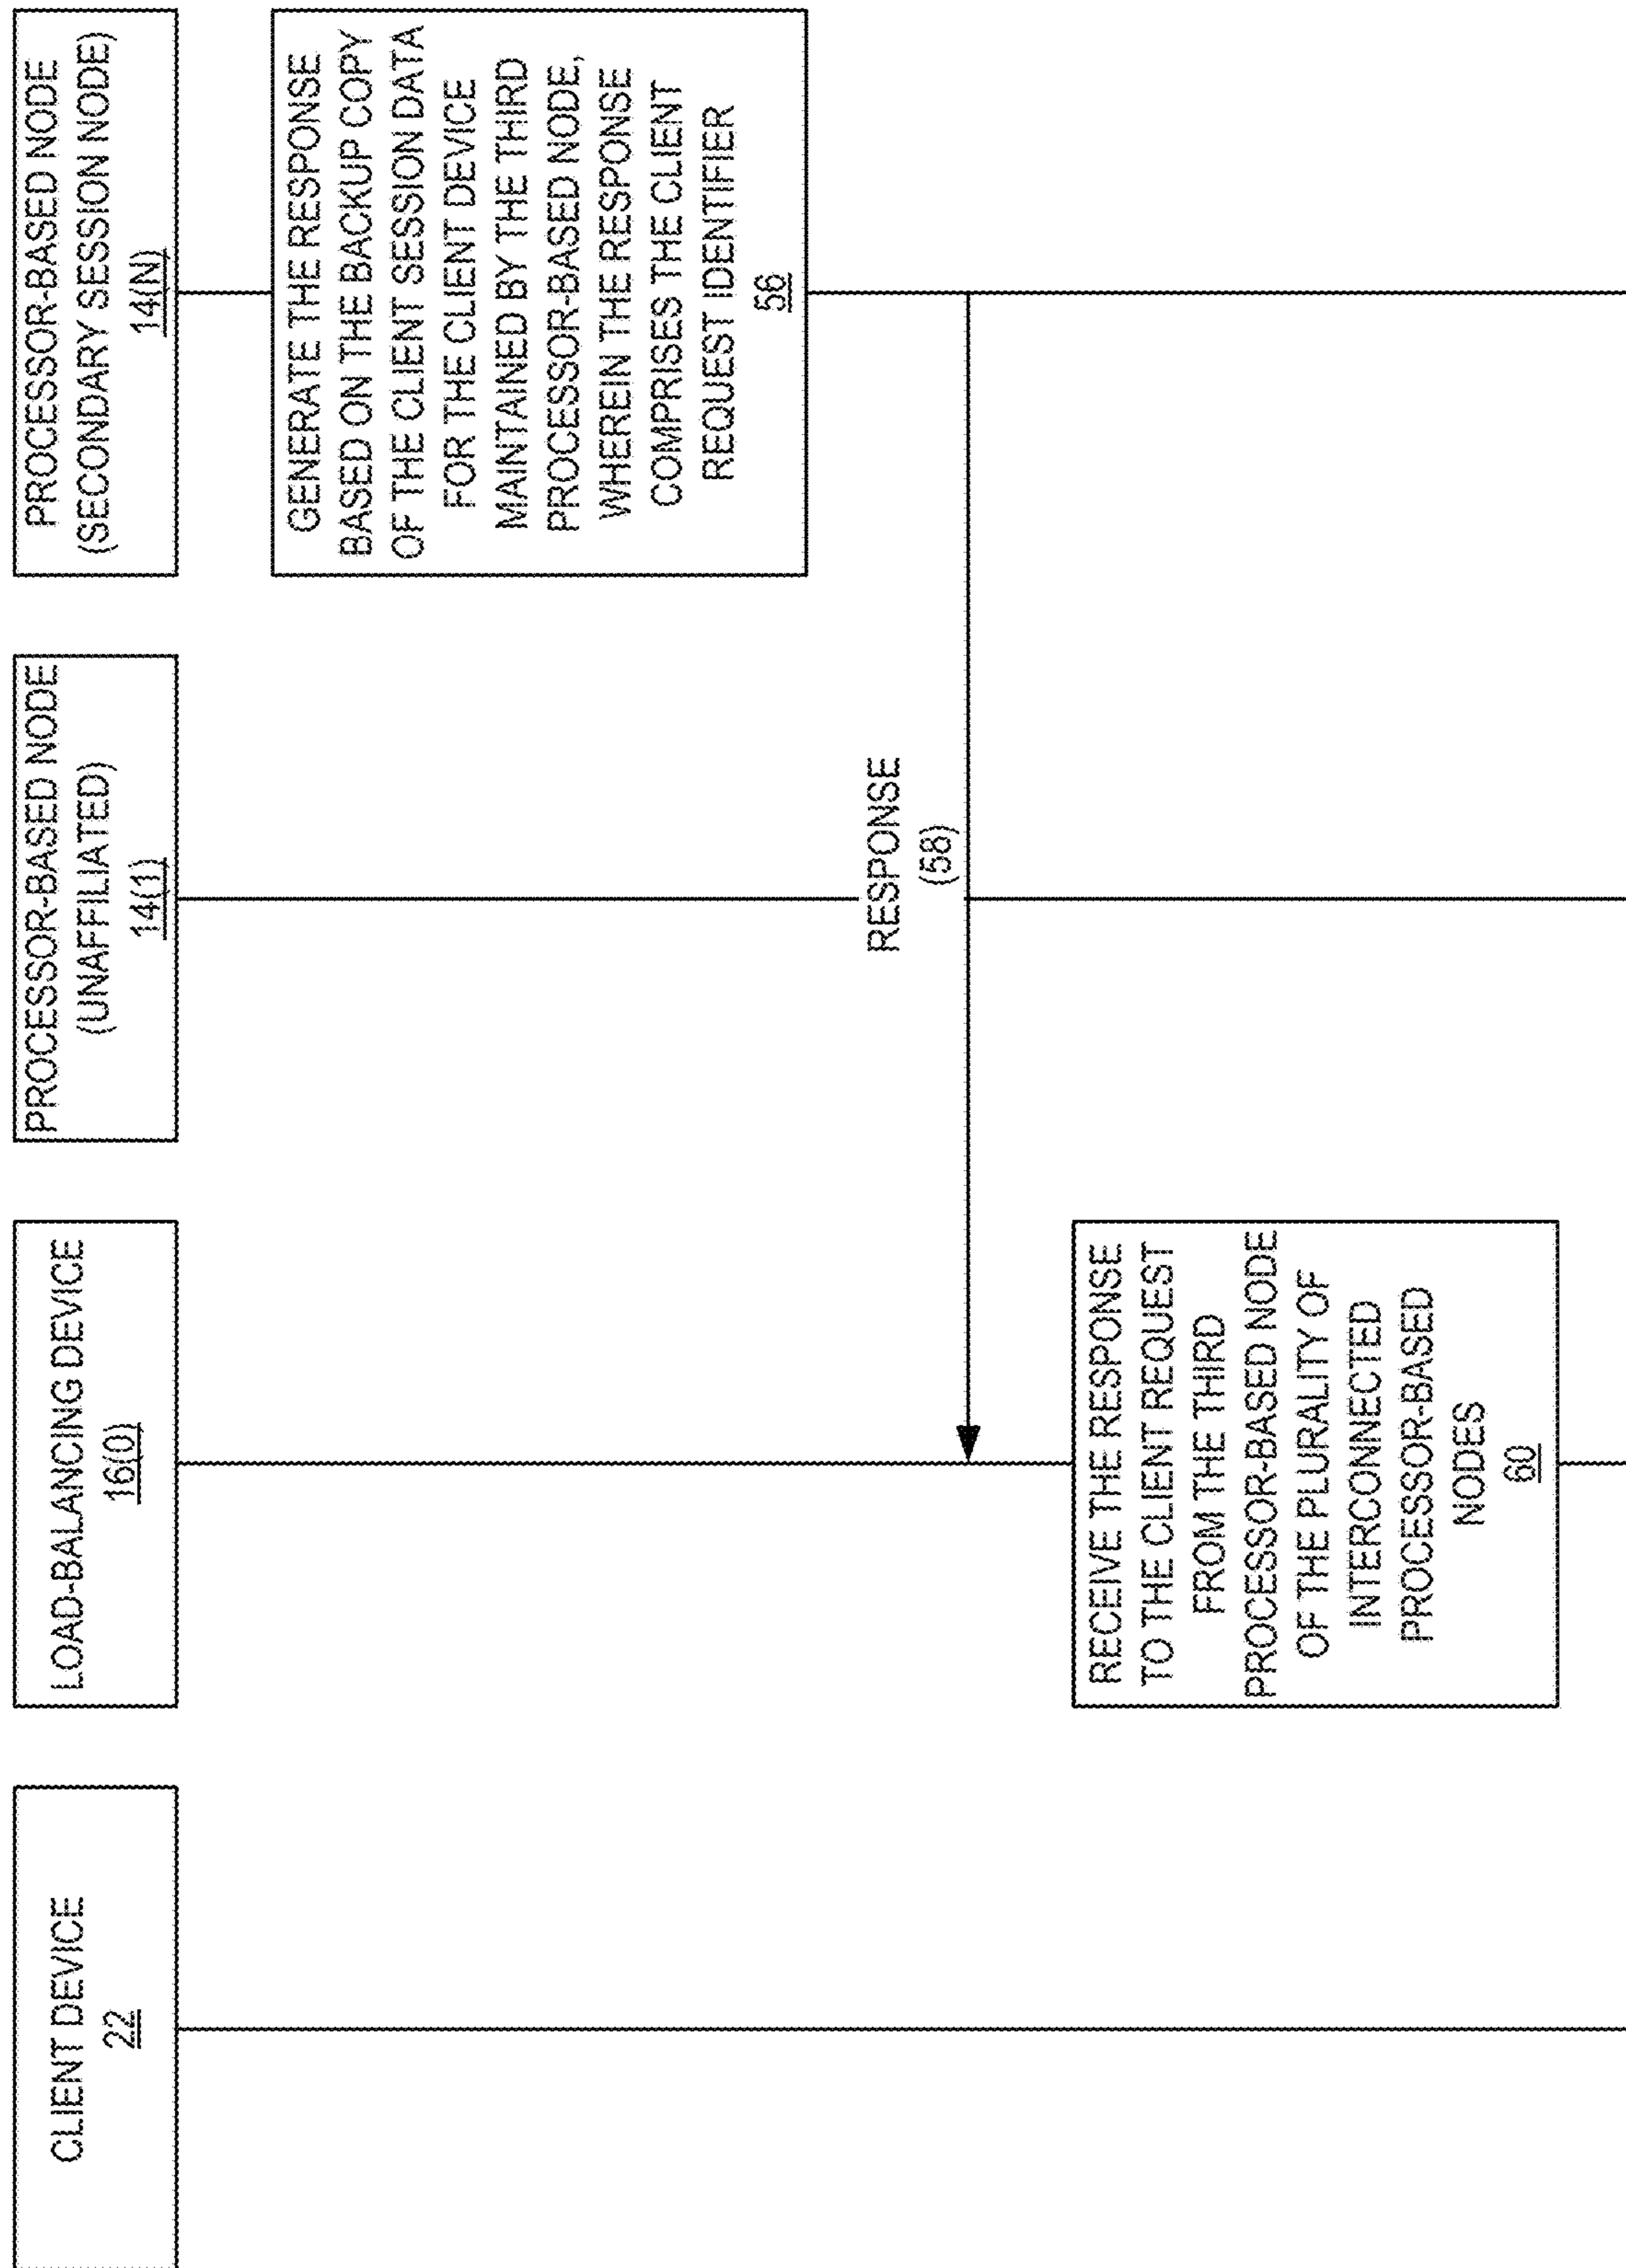 CLIENT DEVICE
22
LOAD-BALANCING DEVICE
16(0)
PROCESSOR-BASED NODE
(UNAFFILIATED)
14(1)
PROCESSOR-BASED NODE
(SECONDARY SESSION NODE)
14(N)
GENERATE THE RESPONSE
BASED ON THE BACKUP COPY
OF THE CLIENT SESSION DATA
FOR THE CLIENT DEVICE
MAINTAINED BY THE THIRD
PROCESSOR-BASED NODE,
WHEREIN THE RESPONSE
COMPRISES THE CLIENT
REQUEST IDENTIFIER
56
RESPONSE
(58)
RECEIVE THE RESPONSE
TO THE CLIENT REQUEST
FROM THE THIRD
PROCESSOR-BASED NODE
OF THE PLURALITY OF
INTERCONNECTED
PROCESSOR-BASED
NODES
60